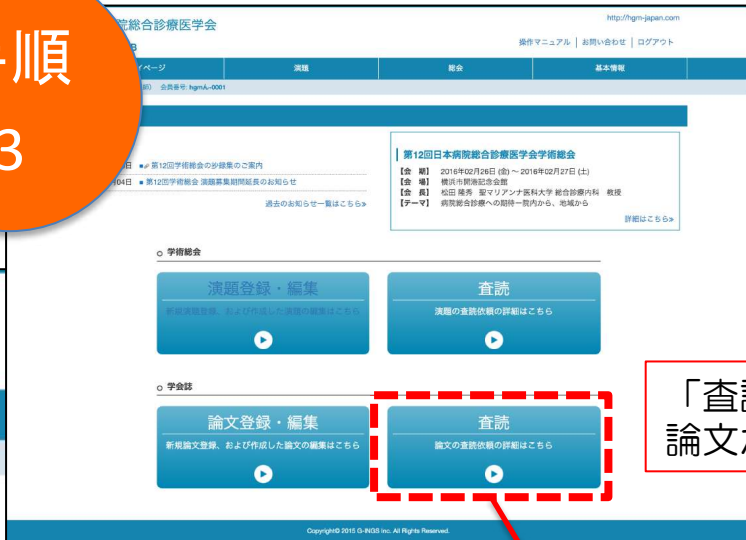 順
3
院総合診療医学会
B
http://hgm-japan.com
操作マニュアル | お問い合わせ | ログアウト
イページ
演題
総会
基本情報
会員番号: hgm
-0001
第12回学術総会の抄録集のご案内
04日 第12回学術総会 演題募集期間延長のお知らせ
過去のお知らせ一覧はこちら»
第12回日本病院総合診療医学会学術総会
【会 期】 2016年02月26日 (金) ~ 2016年02月27日 (土)
【会 場】 横浜市開港記念会館
【会 長】 松田 隆秀 聖マリアンナ医科大学 総合診療内科 教授
【テーマ】 病院総合診療への期待ー院内から、地域から
詳細はこちら»
学術総会
演題登録・編集
新規演題登録、および作成した演題の編集はこちら
査読
演題の査読依頼の詳細はこちら
学会誌
論文登録・編集
新規論文登録、および作成した論文の編集はこちら
査読
論文の査読依頼の詳細はこちら
「査
論文
Copyright© 2015 G-INGS Inc. All Rights Reserved.